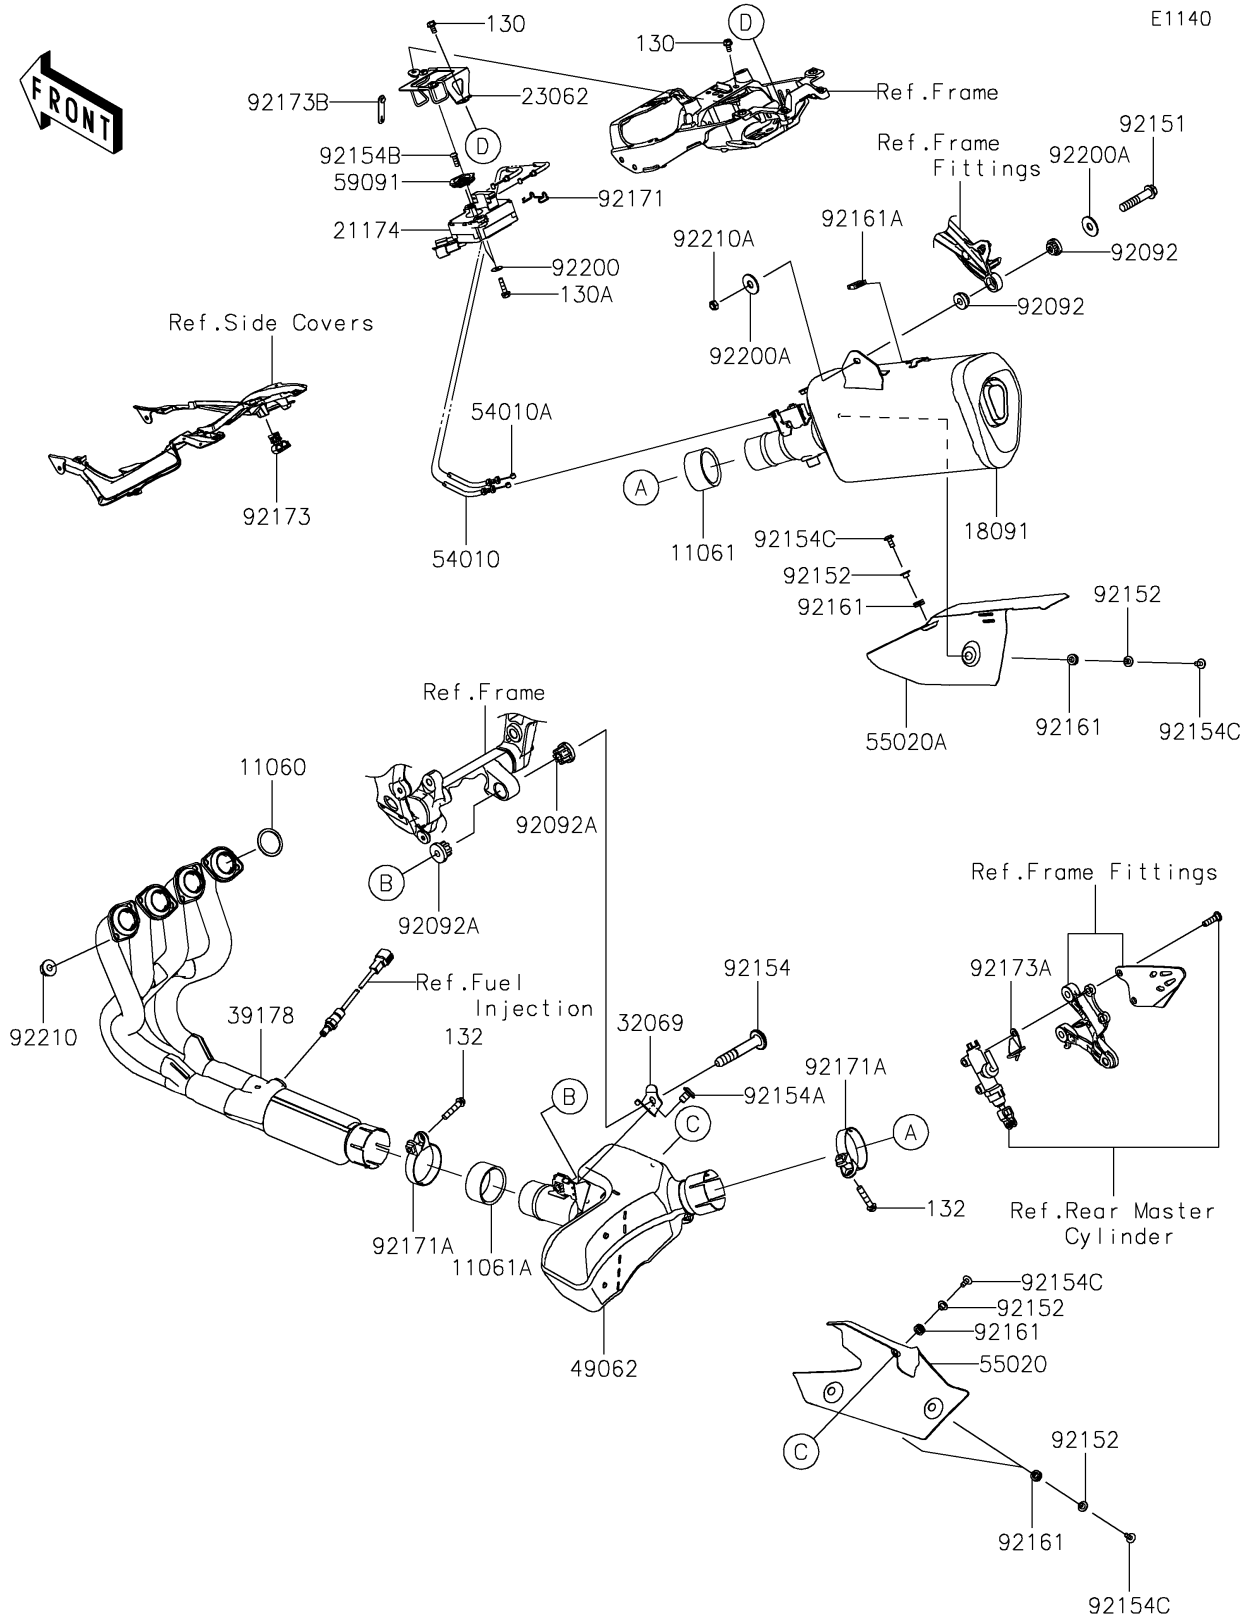 E1140
130
130
D
FRONT
92173B
23062
Ref.Frame
D
92151
Ref.Frame
Fittings
92200A
92154B
59091
92171
92161A
21174
92210A
92092
92200
130A
92092
Ref.Side Covers
92200A
54010A
A
92173
54010
11061
92154C
18091
92152
92161
92152
Ref.Frame
92161
92154C
55020A
11060
92092A
B
Ref.Frame Fittings
92092A
92154
92173A
Ref.Fuel
Injection
39178
92210
132
32069
92171A
B
92154A
C
A
132
Ref.Rear Master
Cylinder
92171A
11061A
92154C
92152
92161
55020
49062
C
92152
92161
92154C